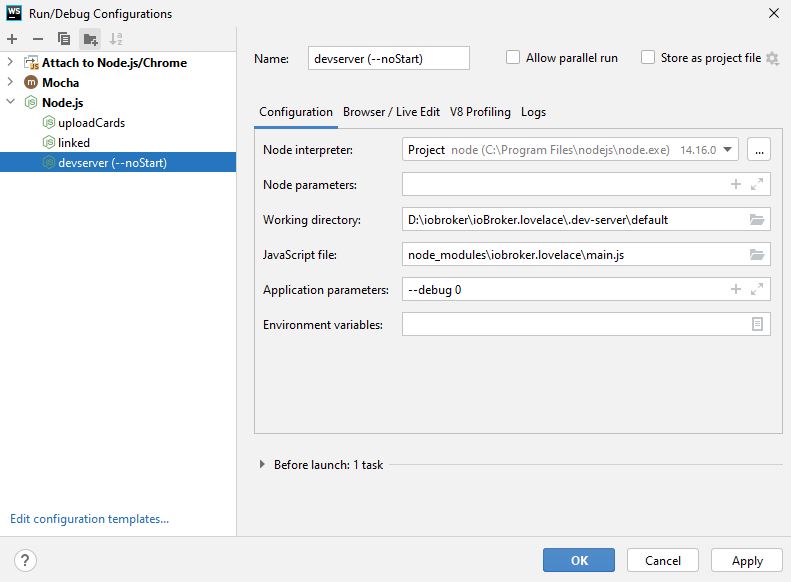 WS Run/Debug Configurations
Attach to Node.js/Chrome
m Mocha
Node.js
uploadCards
linked
devserver (--noStart)
Edit configuration templates...
Name: devserver (--noStart) Allow parallel run Store as project file
Configuration Browser / Live Edit V8 Profiling Logs
Node interpreter: Project node (C:\Program Files\nodejs\node.exe) 14.16.0 ...
Node parameters:
Working directory: D:\iobroker\ioBroker.lovelace\.dev-server\default
JavaScript file: node_modules\iobroker.lovelace\main.js
Application parameters: --debug 0
Environment variables:
Before launch: 1 task
? OK Cancel Apply